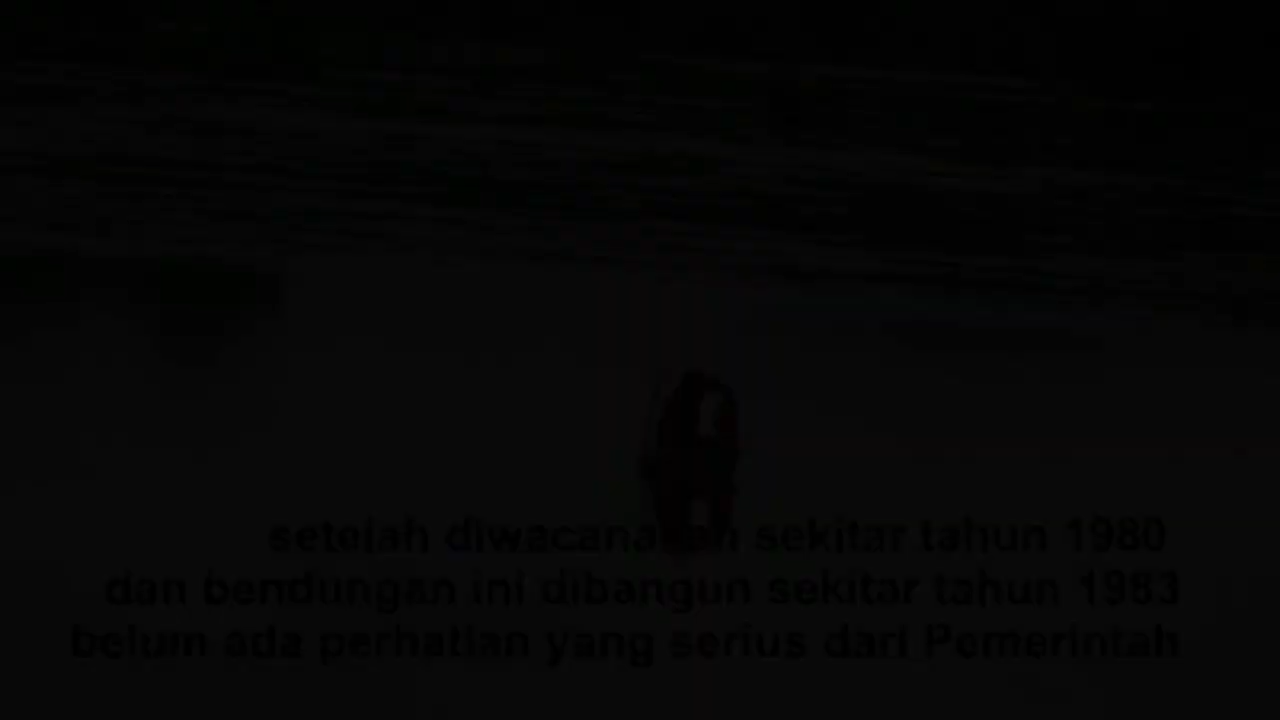 setelah diwacanakan sekitar tahun 1980
dan bendungan ini dibangun sekitar tahun 1983
belum ada perhatian yang serius dari Pemerintah